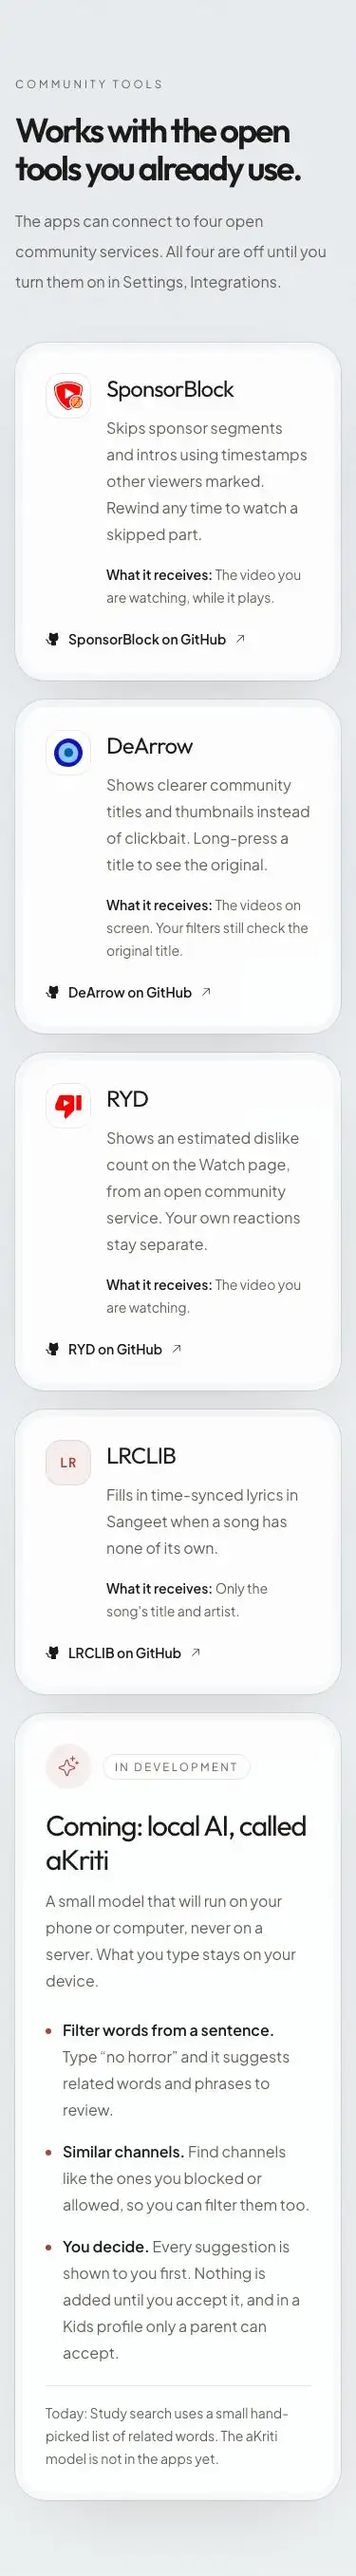 COMMUNITY TOOLS
Works with the open
tools you already use.
The apps can connect to four open
community services. All four are off until you
turn them on in Settings, Integrations.
SponsorBlock
Skips sponsor segments
and intros using timestamps
other viewers marked.
Rewind any time to watch a
skipped part.
What it receives: The video you
are watching, while it plays.
SponsorBlock on GitHub ↗
DeArrow
Shows clearer community
titles and thumbnails instead
of clickbait. Long-press a
title to see the original.
What it receives: The videos on
screen. Your filters still check the
original title.
DeArrow on GitHub ↗
RYD
Shows an estimated dislike
count on the Watch page,
from an open community
service. Your own reactions
stay separate.
What it receives: The video you
are watching.
RYD on GitHub ↗
LR
LRCLIB
Fills in time-synced lyrics in
Sangeet when a song has
none of its own.
What it receives: Only the
song's title and artist.
LRCLIB on GitHub ↗
IN DEVELOPMENT
Coming: local AI, called
aKriti
A small model that will run on your
phone or computer, never on a
server. What you type stays on your
device.
• Filter words from a sentence.
Type “no horror” and it suggests
related words and phrases to
review.
• Similar channels. Find channels
like the ones you blocked or
allowed, so you can filter them too.
• You decide. Every suggestion is
shown to you first. Nothing is
added until you accept it, and in a
Kids profile only a parent can
accept.
Today: Study search uses a small hand-
picked list of related words. The aKriti
model is not in the apps yet.